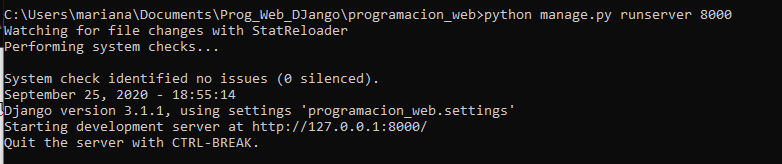 C:\Users\mariana\Documents\Prog_Web_DJango\programacion_web>python manage.py runserver 8000
Watching for file changes with StatReloader
Performing system checks...
System check identified no issues (0 silenced).
September 25, 2020 - 18:55:14
Django version 3.1.1, using settings 'programacion_web.settings'
Starting development server at http://127.0.0.1:8000/
Quit the server with CTRL-BREAK.